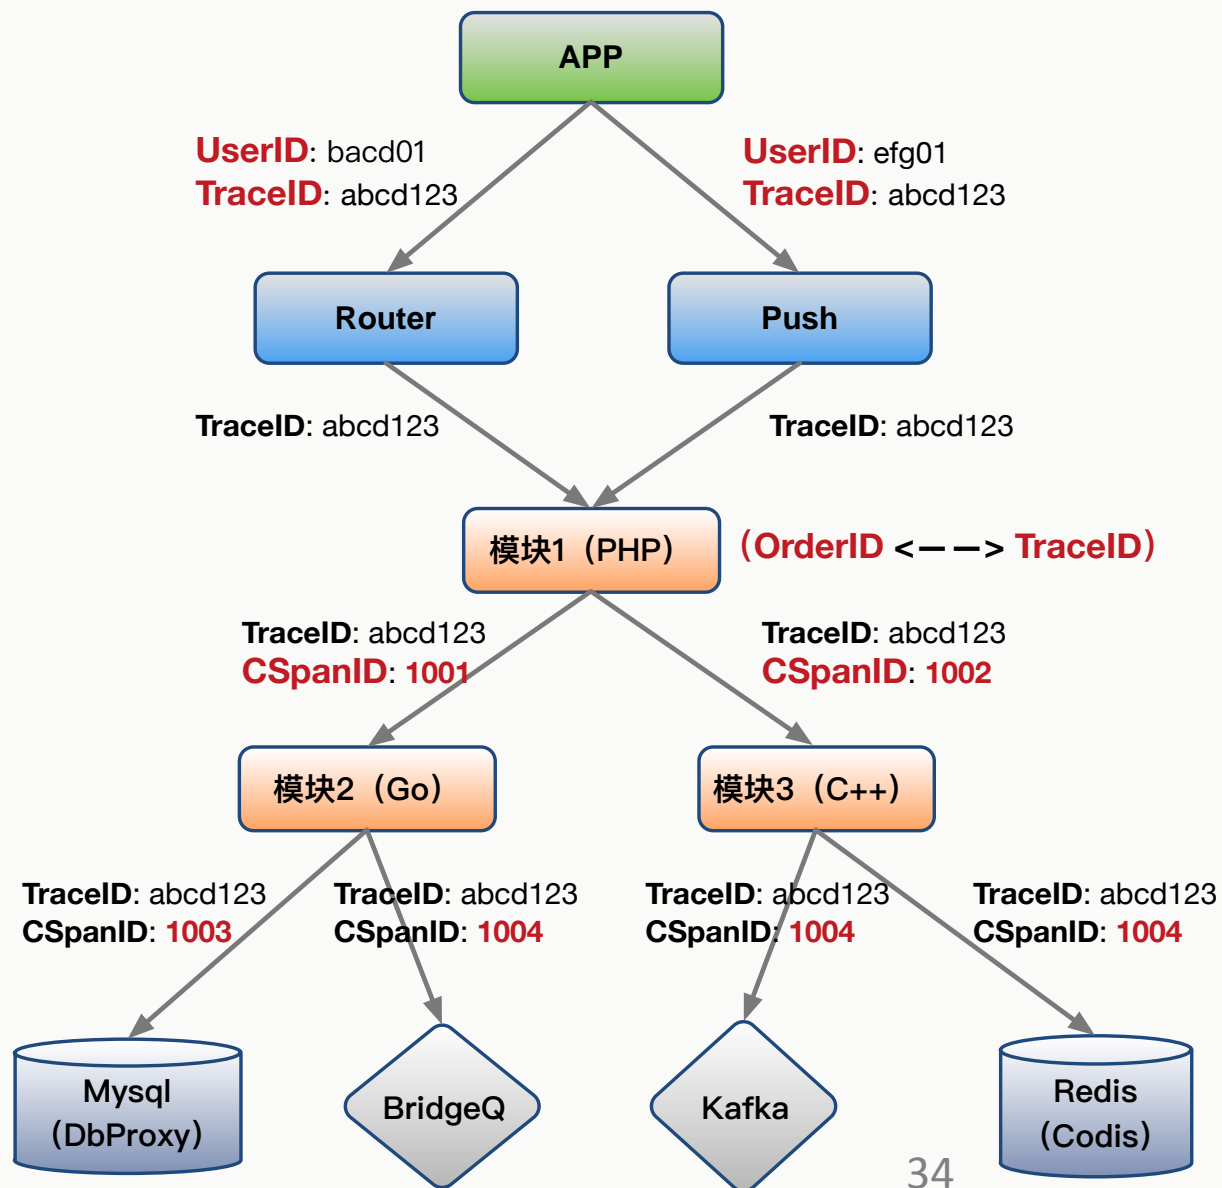 APP
UserID: bacd01
TraceID: abcd123
UserID: efg01
TraceID: abcd123
Router
Push
TraceID: abcd123
TraceID: abcd123
模块1（PHP）
（OrderID <－－> TraceID）
TraceID: abcd123
CSpanID: 1001
TraceID: abcd123
CSpanID: 1002
模块2（Go）
模块3（C++）
TraceID: abcd123
CSpanID: 1003
TraceID: abcd123
CSpanID: 1004
TraceID: abcd123
CSpanID: 1004
TraceID: abcd123
CSpanID: 1004
Mysql
（DbProxy）
BridgeQ
Kafka
Redis
（Codis）
34